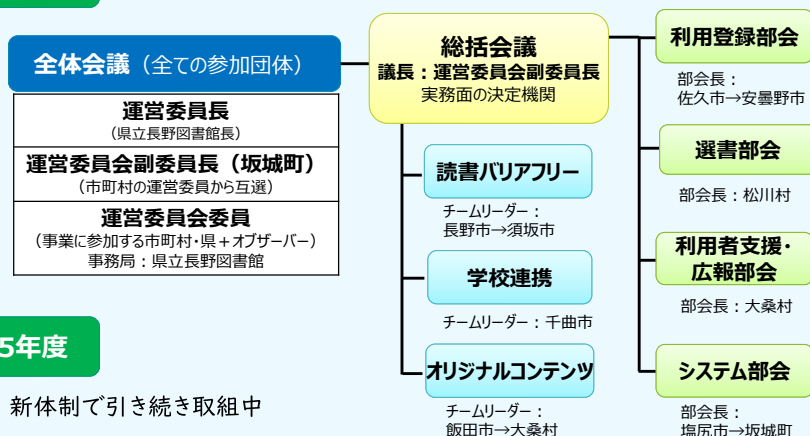 全体会議（全ての参加団体）
運営委員長
（県立長野図書館長）
運営委員会副委員長（坂城町）
（市町村の運営委員から互選）
運営委員会委員
（事業に参加する市町村・県＋オブザーバー）
事務局：県立長野図書館
5年度
新体制で引き続き取組中
総括会議
議長：運営委員会副委員長
実務面の決定機関
読書バリアフリー
チームリーダー：
長野市→須坂市
学校連携
チームリーダー：千曲市
オリジナルコンテンツ
チームリーダー：
飯田市→大桑村
利用登録部会
部会長：
佐久市→安曇野市
選書部会
部会長：松川村
利用者支援・
広報部会
部会長：大桑村
システム部会
部会長：
塩尻市→坂城町